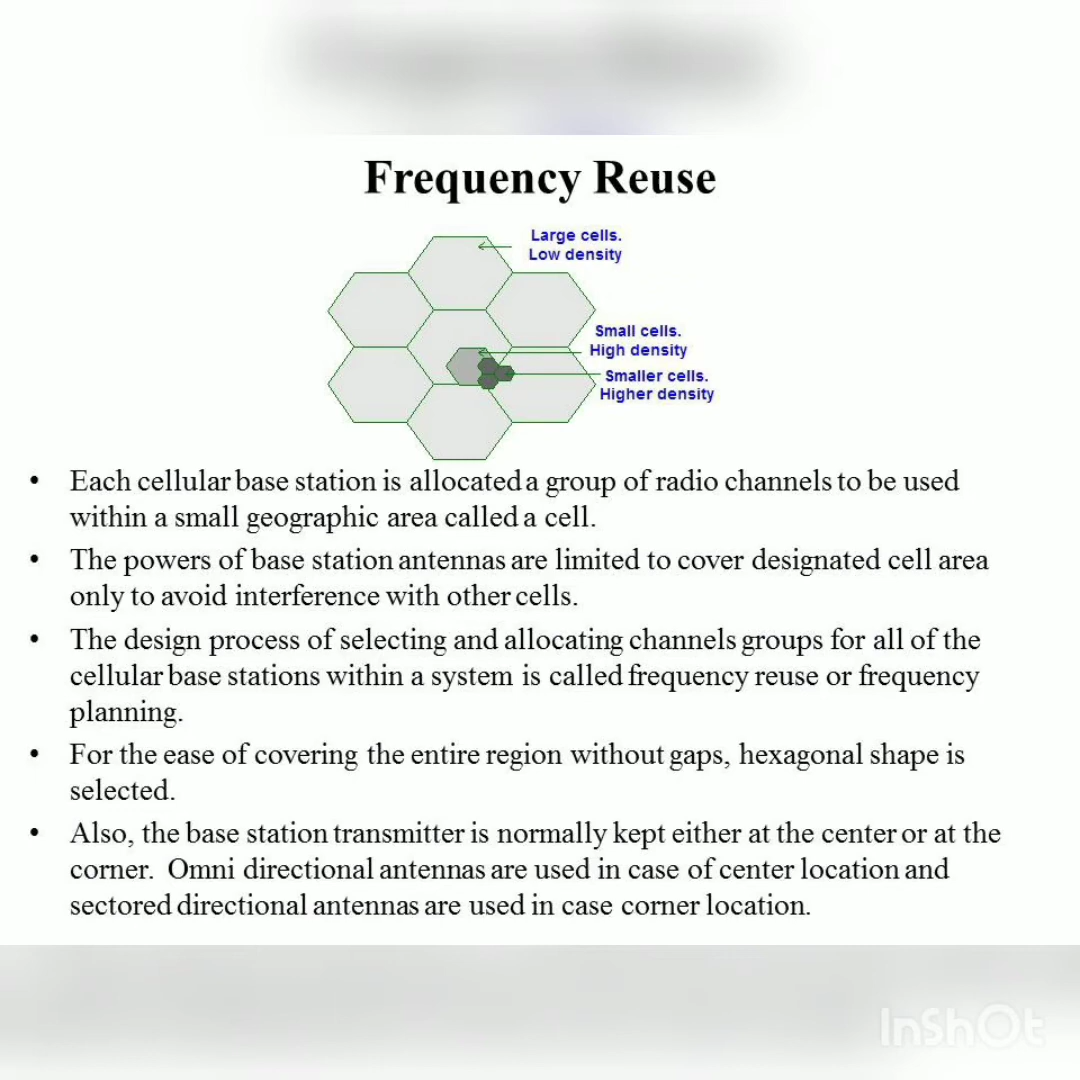 Frequency Reuse
Large cells.
Low density
Small cells.
High density
Smaller cells.
Higher density
• Each cellular base station is allocated a group of radio channels to be used
within a small geographic area called a cell.
• The powers of base station antennas are limited to cover designated cell area
only to avoid interference with other cells.
• The design process of selecting and allocating channels groups for all of the
cellular base stations within a system is called frequency reuse or frequency
planning.
• For the ease of covering the entire region without gaps, hexagonal shape is
selected.
• Also, the base station transmitter is normally kept either at the center or at the
corner. Omni directional antennas are used in case of center location and
sectored directional antennas are used in case corner location.
InShOt